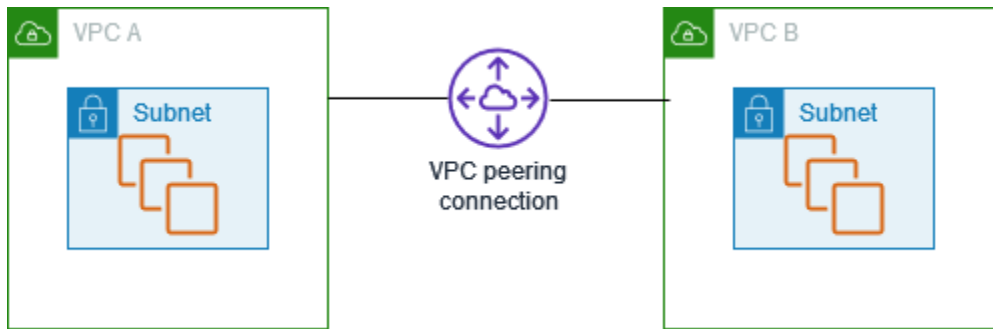 VPC A
VPC B
Subnet
Subnet
VPC peering
connection